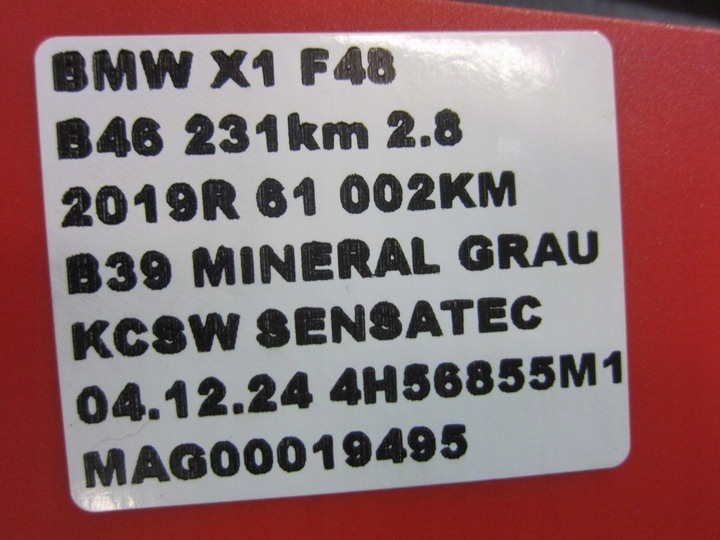 BMW X1 F48
B46 231km 2.8
2019R 61 002KM
B39 MINERAL GRAU
KCSW SENSATEC
04.12.24 4H56855M1
MAG00019495